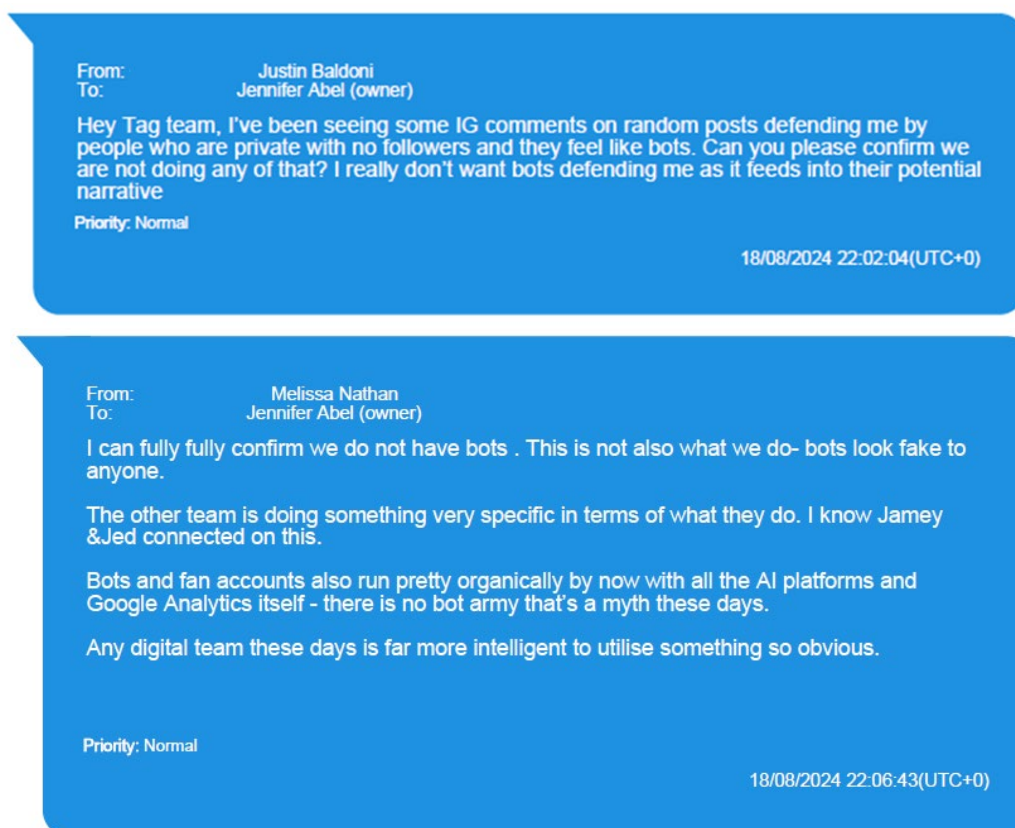 From: Justin Baldoni
To: Jennifer Abel (owner)
Hey Tag team, I've been seeing some IG comments on random posts defending me by
people who are private with no followers and they feel like bots. Can you please confirm we
are not doing any of that? I really don't want bots defending me as it feeds into their potential
narrative
Priority: Normal
18/08/2024 22:02:04(UTC+0)
From: Melissa Nathan
To: Jennifer Abel (owner)
I can fully fully confirm we do not have bots . This is not also what we do- bots look fake to
anyone.
The other team is doing something very specific in terms of what they do. I know Jamey
&Jed connected on this.
Bots and fan accounts also run pretty organically by now with all the AI platforms and
Google Analytics itself - there is no bot army that's a myth these days.
Any digital team these days is far more intelligent to utilise something so obvious.
Priority: Normal
18/08/2024 22:06:43(UTC+0)